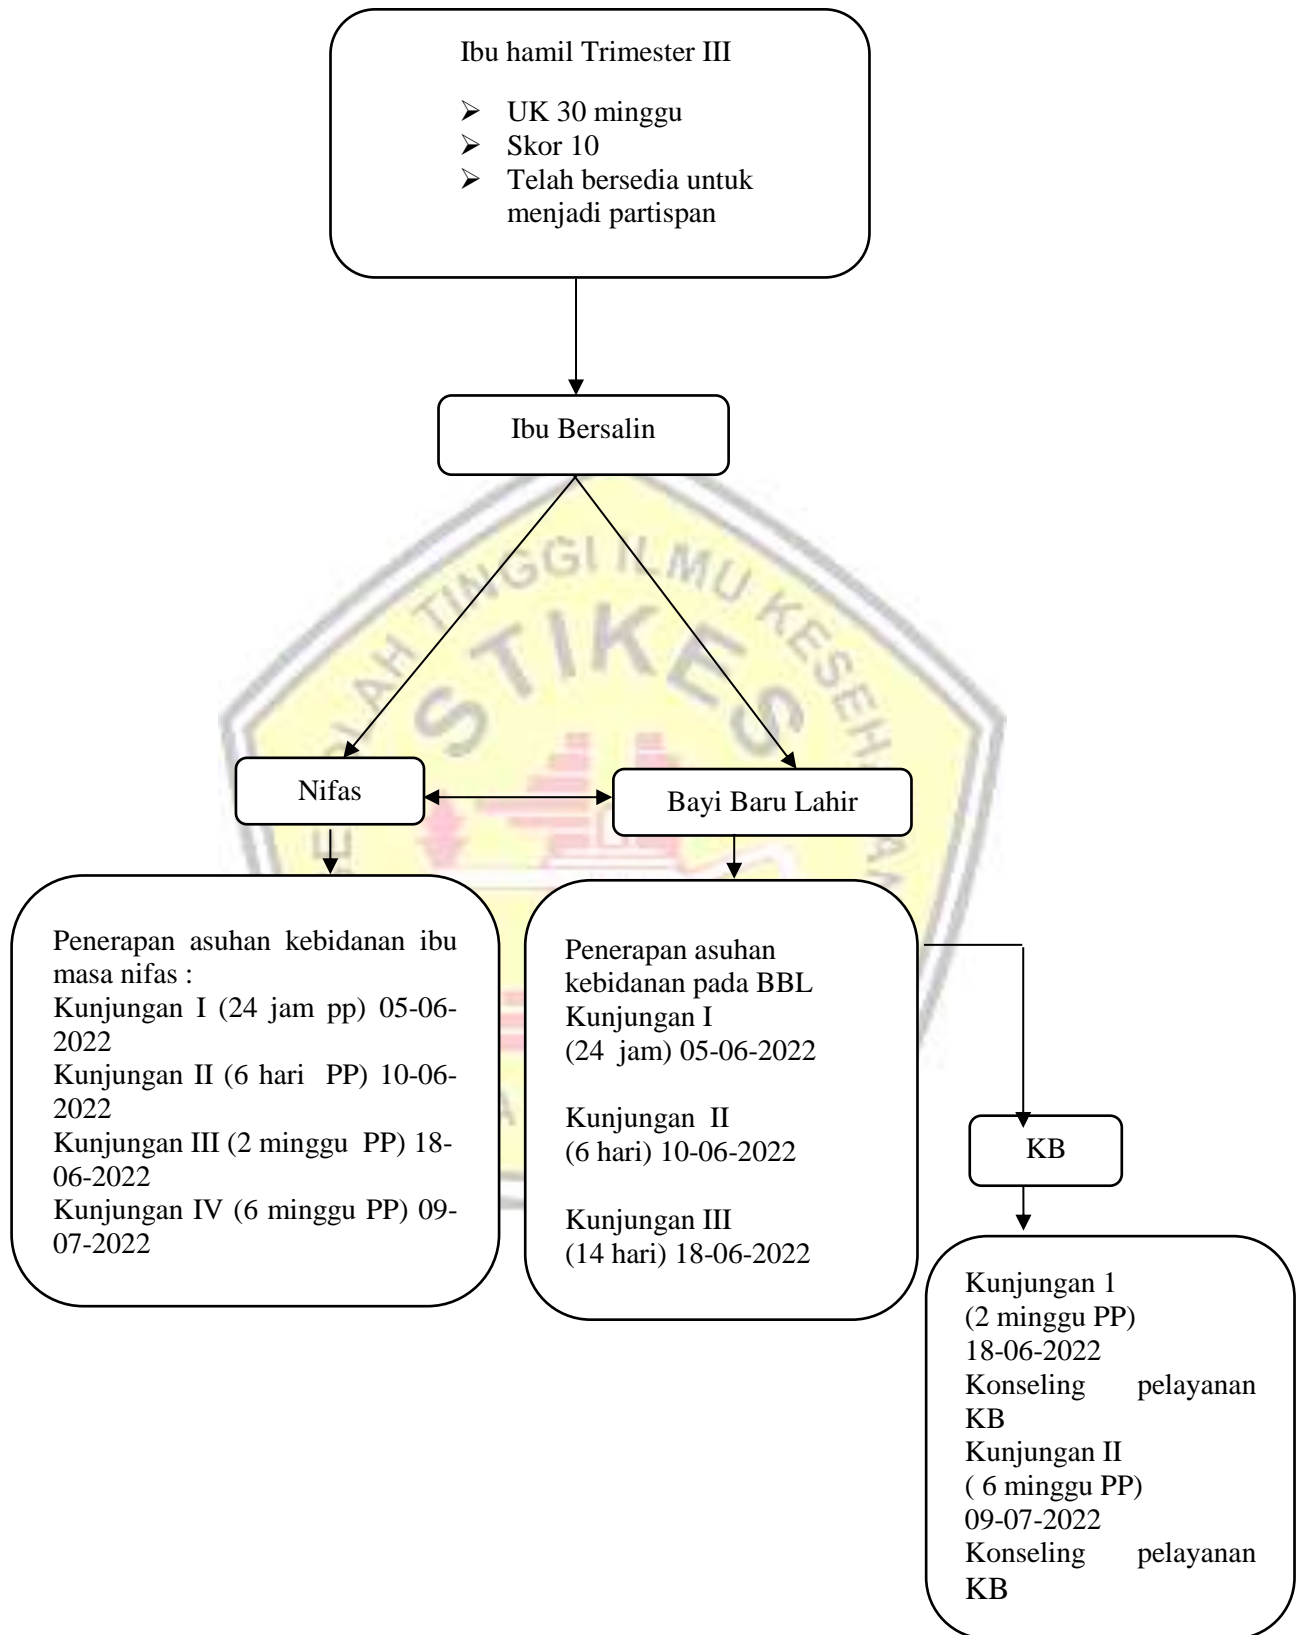 Ibu hamil Trimester III
➢ UK 30 minggu
➢ Skor 10
➢ Telah bersedia untuk
menjadi partispan
Ibu Bersalin
TINGGI ILMU
STIKES
Nifas
Bayi Baru Lahir
Penerapan asuhan kebidanan ibu
masa nifas :
Kunjungan I (24 jam pp) 05-06-
2022
Kunjungan II (6 hari PP) 10-06-
2022
Kunjungan III (2 minggu PP) 18-
06-2022
Kunjungan IV (6 minggu PP) 09-
07-2022
Penerapan asuhan
kebidanan pada BBL
Kunjungan I
(24 jam) 05-06-2022
Kunjungan II
(6 hari) 10-06-2022
Kunjungan III
(14 hari) 18-06-2022
KB
Kunjungan 1
(2 minggu PP)
18-06-2022
Konseling pelayanan
KB
Kunjungan II
( 6 minggu PP)
09-07-2022
Konseling pelayanan
KB